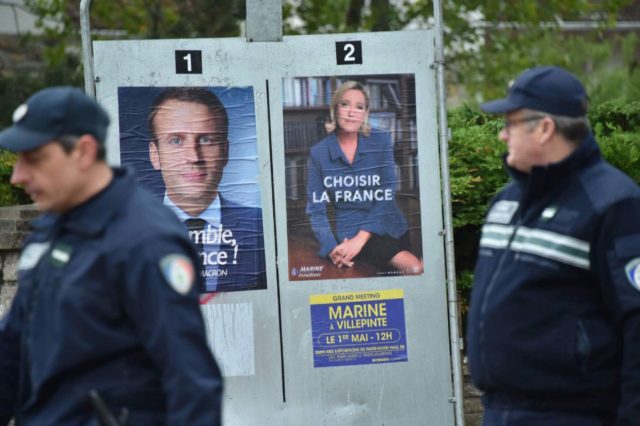 1
2
mble,
nce !
MACRON
CHOISIR
LA FRANCE
MARINE
Présidente
GRAND MEETING
MARINE
À VILLEPINTE
LE 1ER MAI - 12H